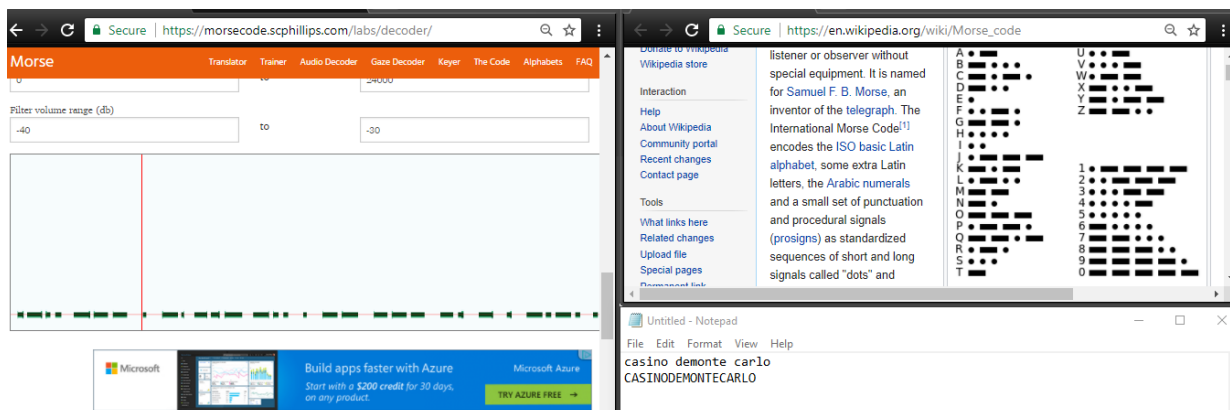 Secure | https://morsecode.scphillips.com/labs/decoder/
Morse
Translator Trainer Audio Decoder Gaze Decoder Keyer The Code Alphabets FAQ
0 to 24000
Filter volume range (db)
-40 to -30
Microsoft
Build apps faster with Azure
Start with a $200 credit for 30 days,
on any product.
Microsoft Azure
TRY AZURE FREE
Secure | https://en.wikipedia.org/wiki/Morse_code
Donate to Wikipedia
Wikipedia store
Interaction
Help
About Wikipedia
Community portal
Recent changes
Contact page
Tools
What links here
Related changes
Upload file
Special pages
Permanent link
listener or observer without
special equipment. It is named
for Samuel F. B. Morse, an
inventor of the telegraph. The
International Morse Code[1]
encodes the ISO basic Latin
alphabet, some extra Latin
letters, the Arabic numerals
and a small set of punctuation
and procedural signals
(prosigns) as standardized
sequences of short and long
signals called "dots" and
A
B
C
D
E
F
G
H
I
J
K
L
M
N
O
P
Q
R
S
T
U
V
W
X
Y
Z
1
2
3
4
5
6
7
8
9
0
Untitled - Notepad
File Edit Format View Help
casino demonte carlo
CASINODEMONTECARLO